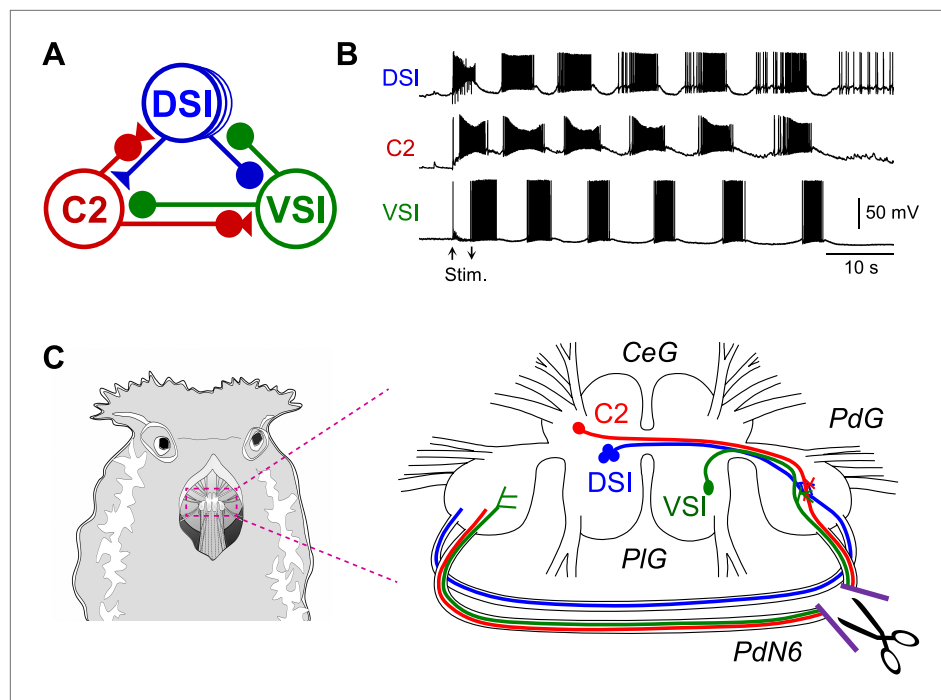 A
DSI
C2
VSI
B
DSI
C2
VSI
50 mV
10 s
Stim.
C
CeG
C2
PdG
DSI
VSI
PlG
PdN6